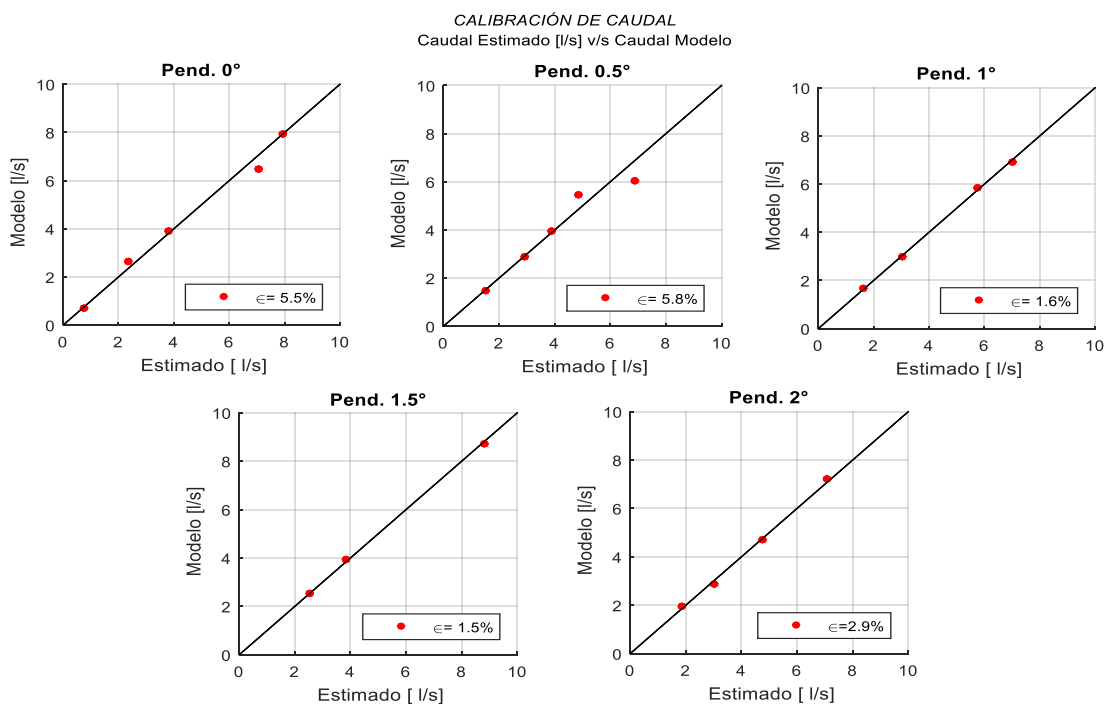 CALIBRACIÓN DE CAUDAL
Caudal Estimado [l/s] v/s Caudal Modelo
Pend. 0°
10
8
6
4
2
0
Modelo [l/s]
∈= 5.5%
0 2 4 6 8 10
Estimado [ l/s]
Pend. 0.5°
10
8
6
4
2
0
Modelo [l/s]
∈= 5.8%
0 2 4 6 8 10
Estimado [ l/s]
Pend. 1°
10
8
6
4
2
0
Modelo [l/s]
∈= 1.6%
0 2 4 6 8 10
Estimado [ l/s]
Pend. 1.5°
10
8
6
4
2
0
Modelo [l/s]
∈= 1.5%
0 2 4 6 8 10
Estimado [ l/s]
Pend. 2°
10
8
6
4
2
0
Modelo [l/s]
∈=2.9%
0 2 4 6 8 10
Estimado [ l/s]